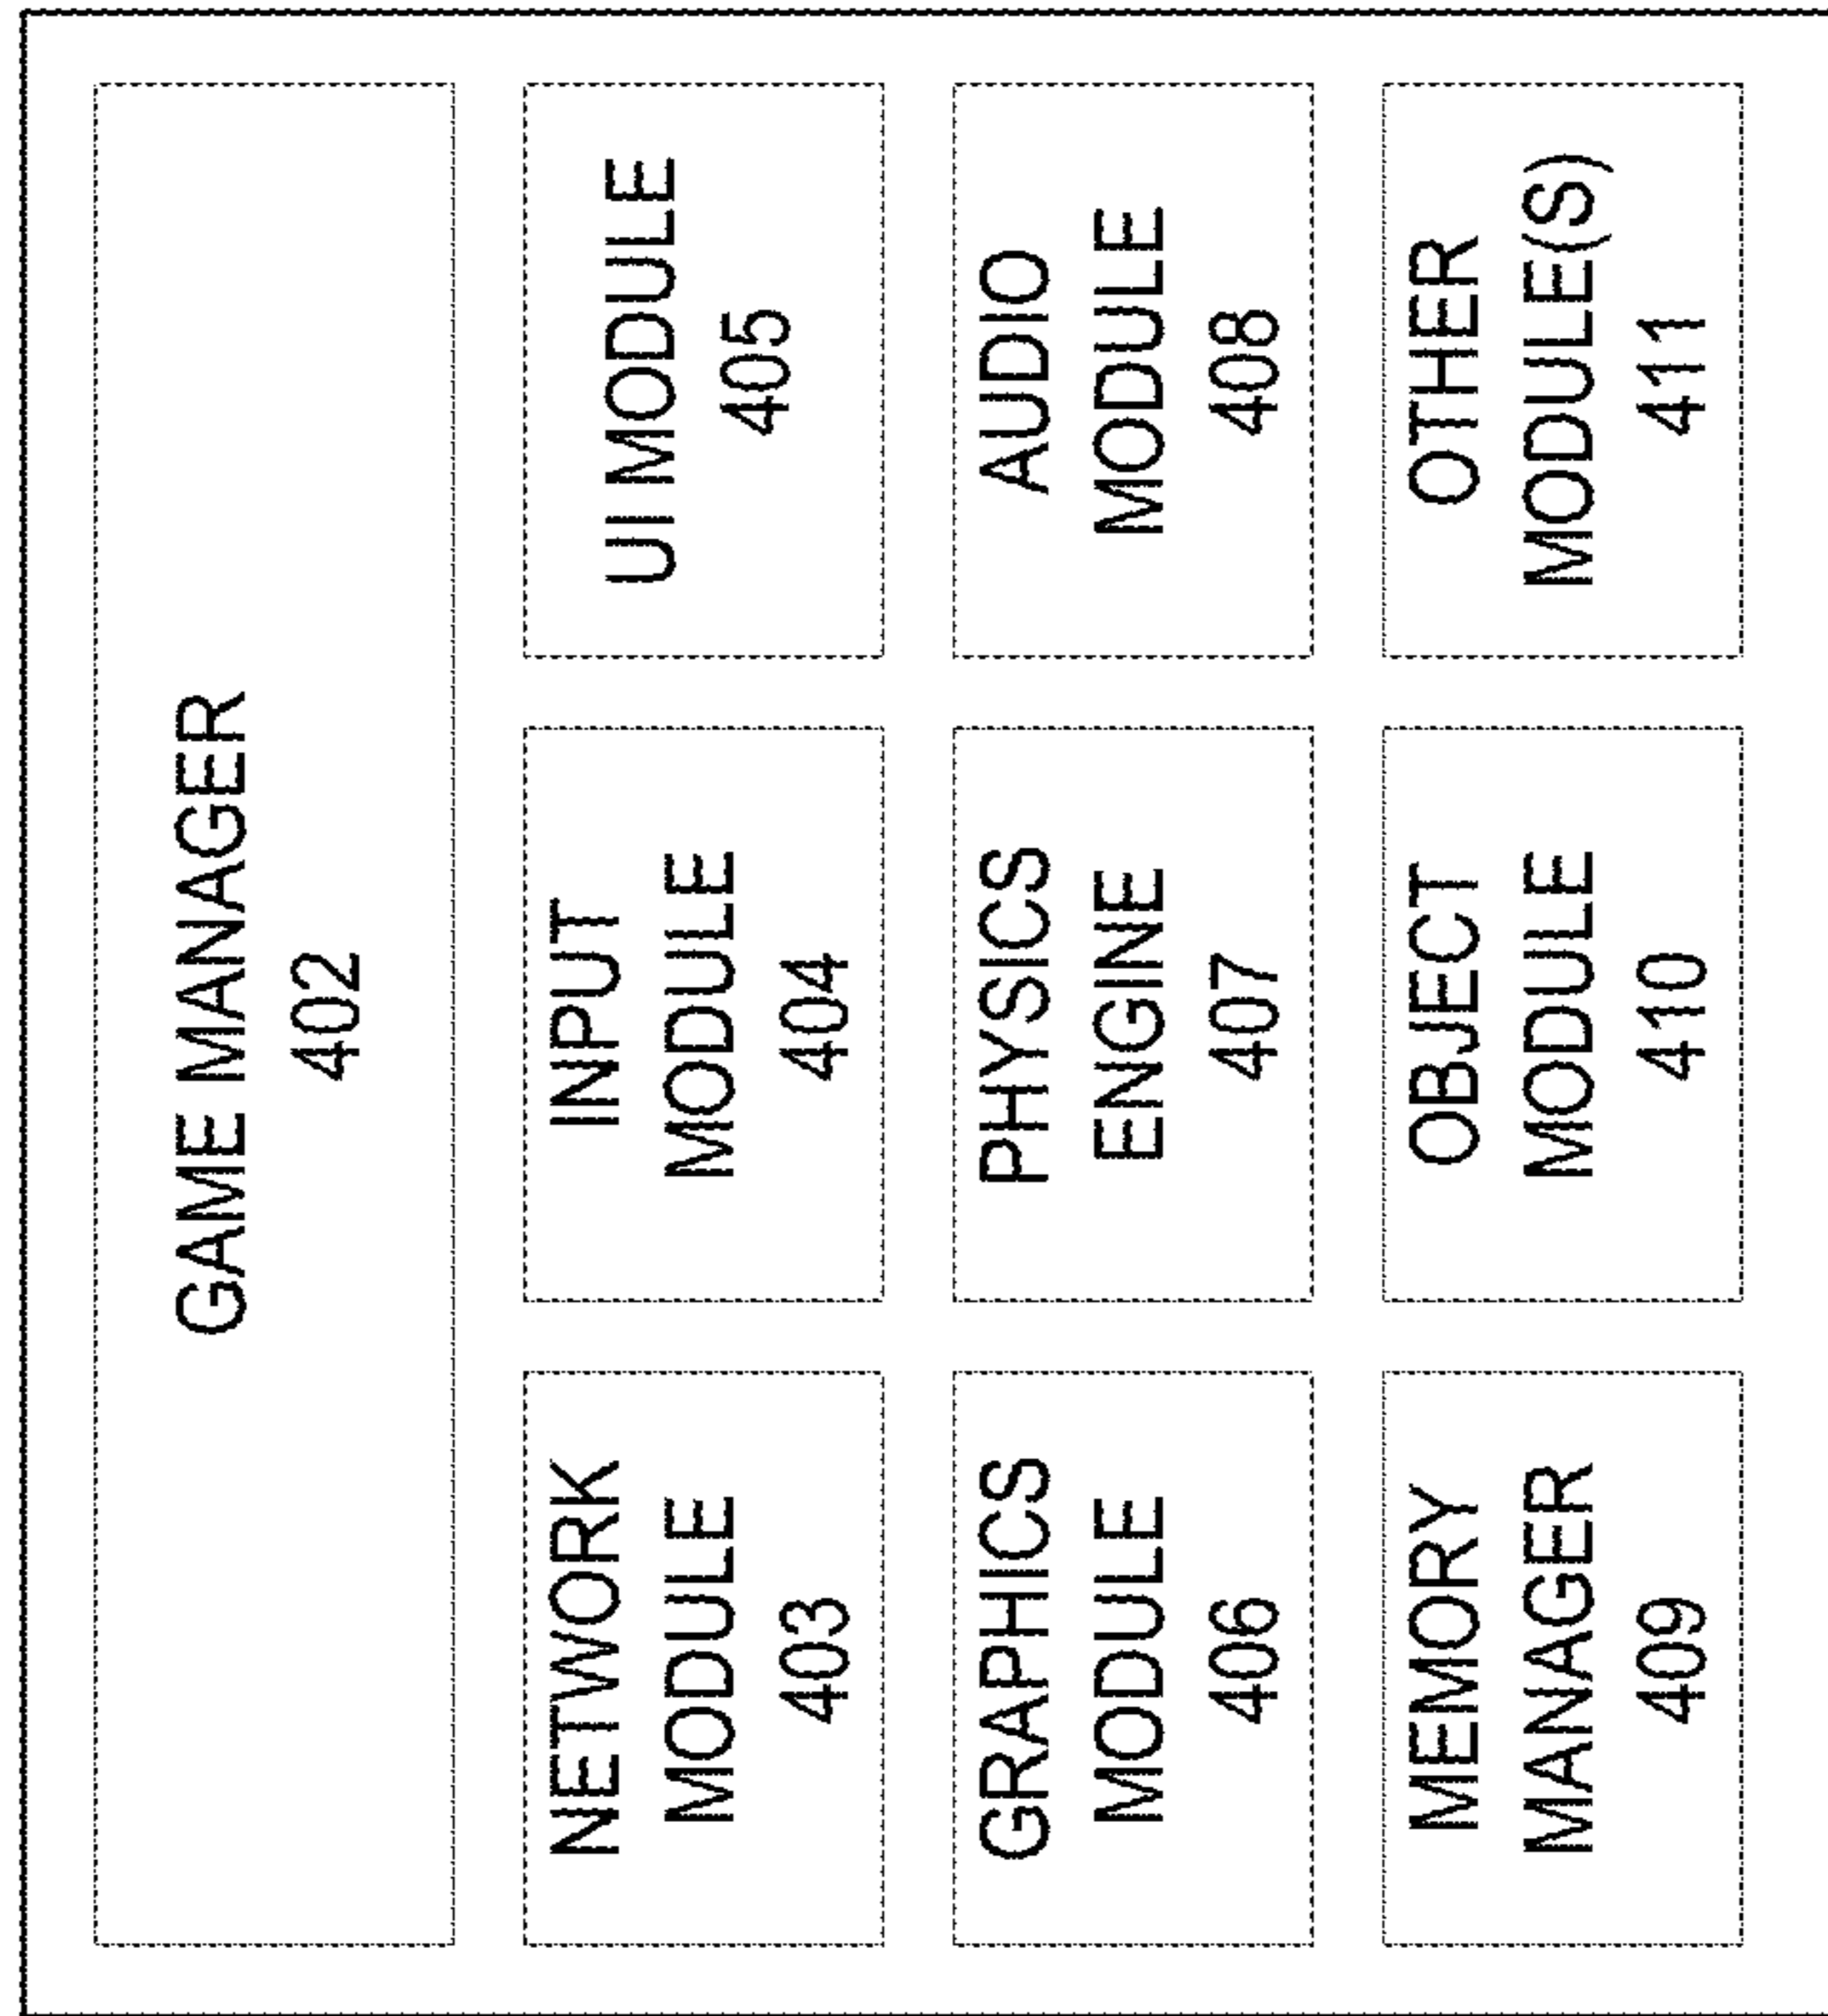 GAME MANAGER
402
NETWORK
MODULE
403
INPUT
MODULE
404
UI MODULE
405
GRAPHICS
MODULE
406
PHYSICS
ENGINE
407
AUDIO
MODULE
408
MEMORY
MANAGER
409
OBJECT
MODULE
410
OTHER
MODULE(S)
411